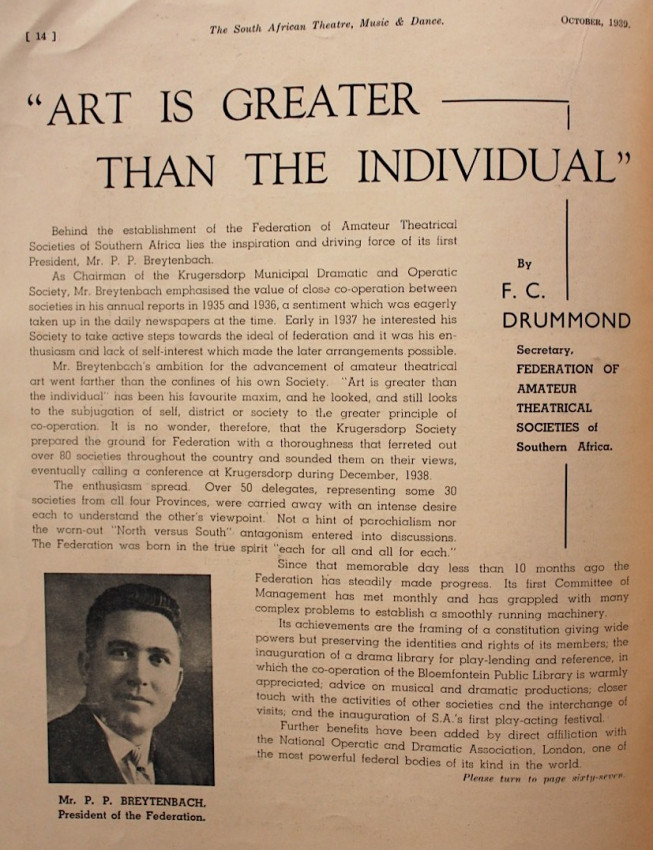 [ 14 ]
The South African Theatre, Music & Dance.
OCTOBER, 1939.
"ART IS GREATER
THAN THE INDIVIDUAL"
By
F. C.
DRUMMOND
Secretary,
FEDERATION OF
AMATEUR
THEATRICAL
SOCIETIES of
Southern Africa.
Behind the establishment of the Federation of Amateur Theatrical
Societies of Southern Africa lies the inspiration and driving force of its first
President, Mr. P. P. Breytenbach.
As Chairman of the Krugersdorp Municipal Dramatic and Operatic
Society, Mr. Breytenbach emphasised the value of close co-operation between
societies in his annual reports in 1935 and 1936, a sentiment which was eagerly
taken up in the daily newspapers at the time. Early in 1937 he interested his
Society to take active steps towards the ideal of federation and it was his en-
thusiasm and lack of self-interest which made the later arrangements possible.
Mr. Breytenbach's ambition for the advancement of amateur theatrical
art went farther than the confines of his own Society. "Art is greater than
the individual" has been his favourite maxim, and he looked, and still looks
to the subjugation of self, district or society to the greater principle of
co-operation. It is no wonder, therefore, that the Krugersdorp Society
prepared the ground for Federation with a thoroughness that ferreted out
over 80 societies throughout the country and sounded them on their views,
eventually calling a conference at Krugersdorp during December, 1938.
The enthusiasm spread. Over 50 delegates, representing some 30
societies from all four Provinces, were carried away with an intense desire
each to understand the other's viewpoint. Not a hint of parochialism nor
the worn-out "North versus South" antagonism entered into discussions.
The Federation was born in the true spirit "each for all and all for each."
Since that memorable day less than 10 months ago the
Federation has steadily made progress. Its first Committee of
Management has met monthly and has grappled with many
complex problems to establish a smoothly running machinery.
Its achievements are the framing of a constitution giving wide
powers but preserving the identities and rights of its members; the
inauguration of a drama library for play-lending and reference, in
which the co-operation of the Bloemfontein Public Library is warmly
appreciated; advice on musical and dramatic productions; closer
touch with the activities of other societies and the interchange of
visits; and the inauguration of S.A.'s first play-acting festival.
Further benefits have been added by direct affiliation with
the National Operatic and Dramatic Association, London, one of
the most powerful federal bodies of its kind in the world.
Please turn to page sixty-seven.
Mr. P. P. BREYTENBACH.
President of the Federation.